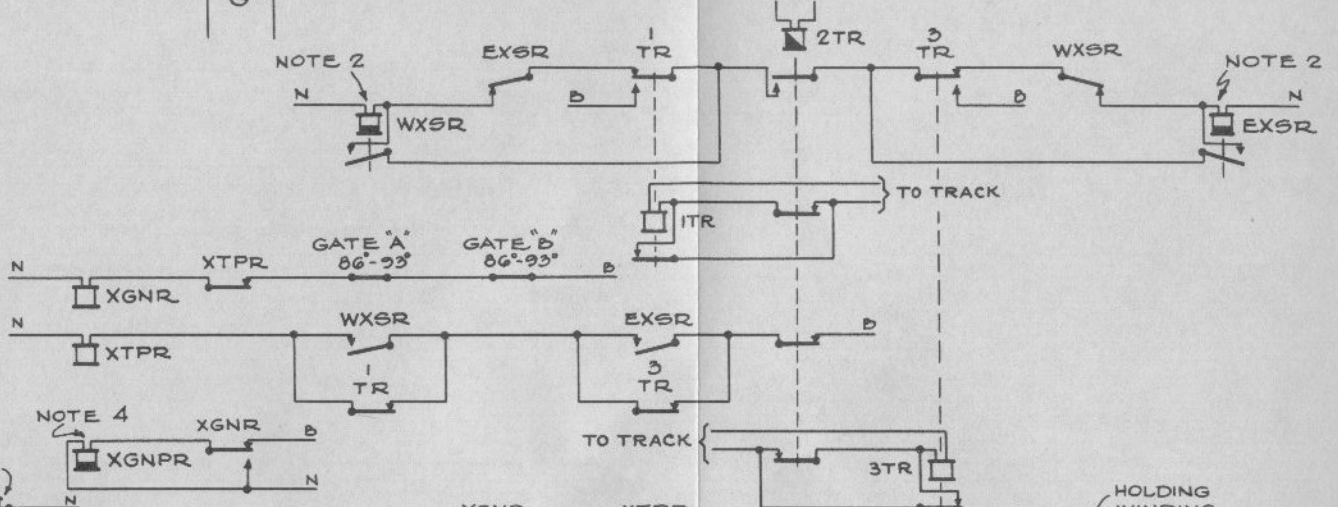 1
TR
2TR
3
TR
EXSR
WXSR
NOTE 2
NOTE 2
N
B
B
N
WXSR
EXSR
TO TRACK
1TR
GATE "A"
86°-93°
GATE "B"
86°-93°
N
XTPR
B
XGNR
N
WXSR
EXSR
B
XTPR
1
TR
3
TR
NOTE 4
XGNR
B
TO TRACK
XGNPR
3TR
N
N
HOLDING